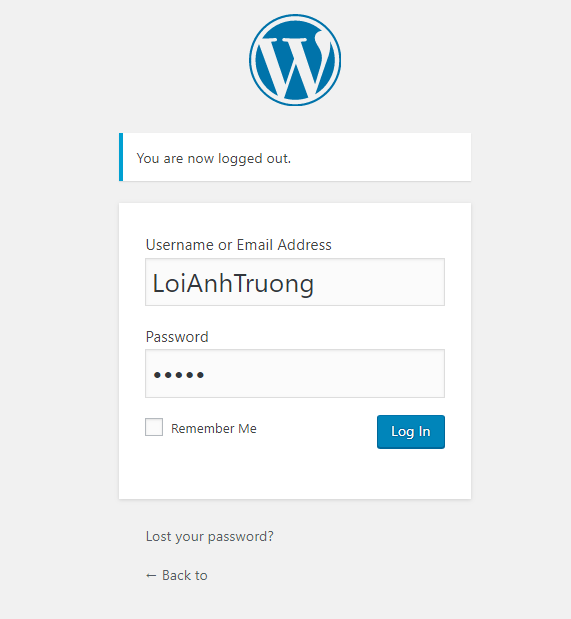 You are now logged out.
Username or Email Address
LoiAnhTruong
Password
•••••
Remember Me
Log In
Lost your password?
← Back to